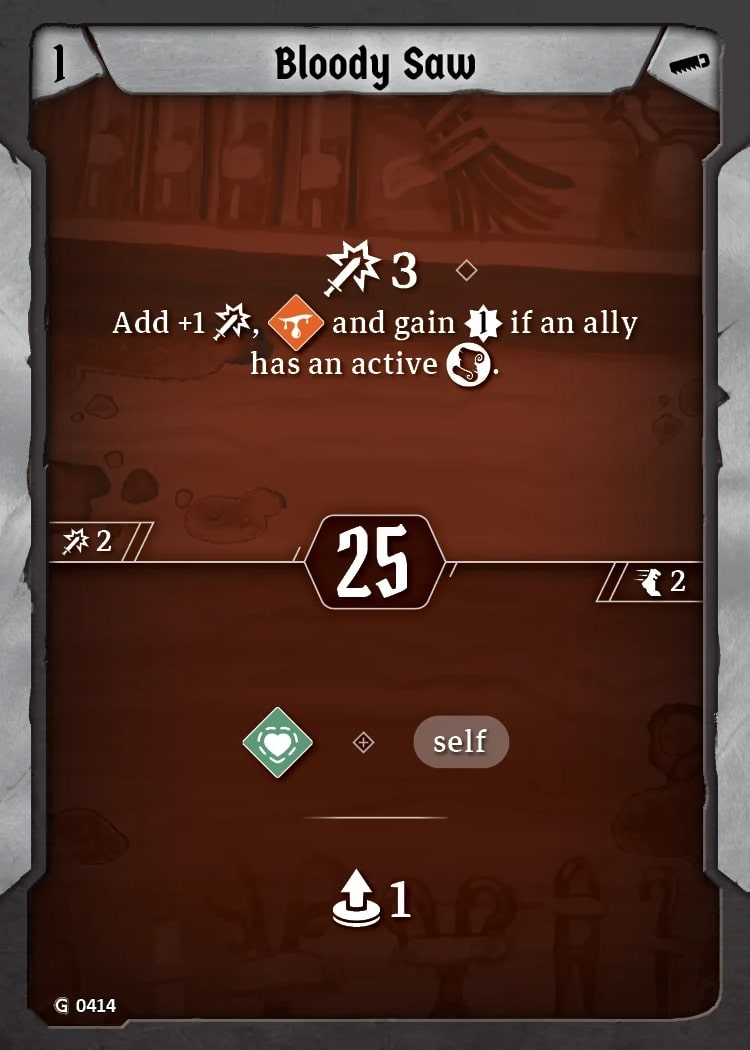 1
Bloody Saw
3
Add +1 , and gain 1 if an ally
has an active .
2
25
2
self
1
G 0414